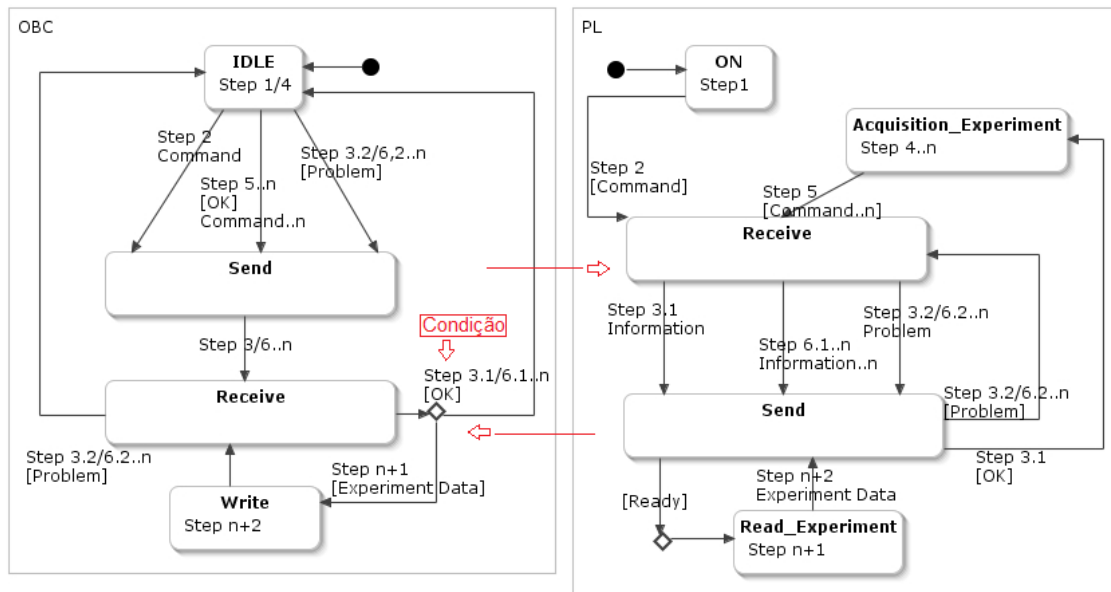 OBC
IDLE
Step 1/4
Step 2
Command
Step 5..n
[OK]
Command..n
Step 3.2/6,2..n
[Problem]
Send
Step 3/6..n
Condição
Step 3.1/6.1..n
[OK]
Receive
Step 3.2/6.2..n
[Problem]
Step n+1
[Experiment Data]
Write
Step n+2
PL
ON
Step1
Acquisition_Experiment
Step 4..n
Step 2
[Command]
Step 5
[Command..n]
Receive
Step 3.1
Information
Step 6.1..n
Information..n
Step 3.2/6.2..n
Problem
Send
Step 3.2/6.2..n
[Problem]
Step 3.1
[OK]
[Ready]
Step n+2
Experiment Data
Read_Experiment
Step n+1